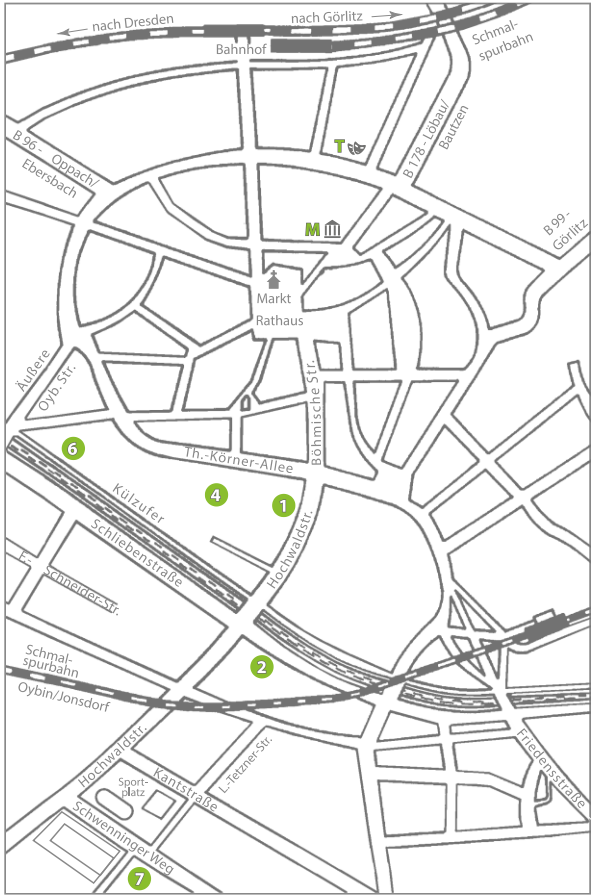 nach Dresden
nach Görlitz
Bahnhof
Schmal-
spurbahn
T
B 96 - Oppach/
Ebersbach
B 178 - Löbau/
Bautzen
M
B 99 -
Görlitz
Markt
Rathaus
Äußere
Oyb. Str.
Böhmische Str.
Th.-Körner-Allee
6
4
1
Külzufer
Schliebenstraße
Hochwaldstr.
F.-Schneider-Str.
2
Schmal-
spurbahn
Oybin/Jonsdorf
Hochwaldstr.
L.-Tetzner-Str.
Friedensstraße
Sport-
platz
Kantstraße
Schwenninger Weg
7